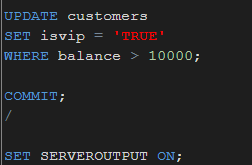 UPDATE customers
SET isvip = 'TRUE'
WHERE balance > 10000;
COMMIT;
/
SET SERVEROUTPUT ON;